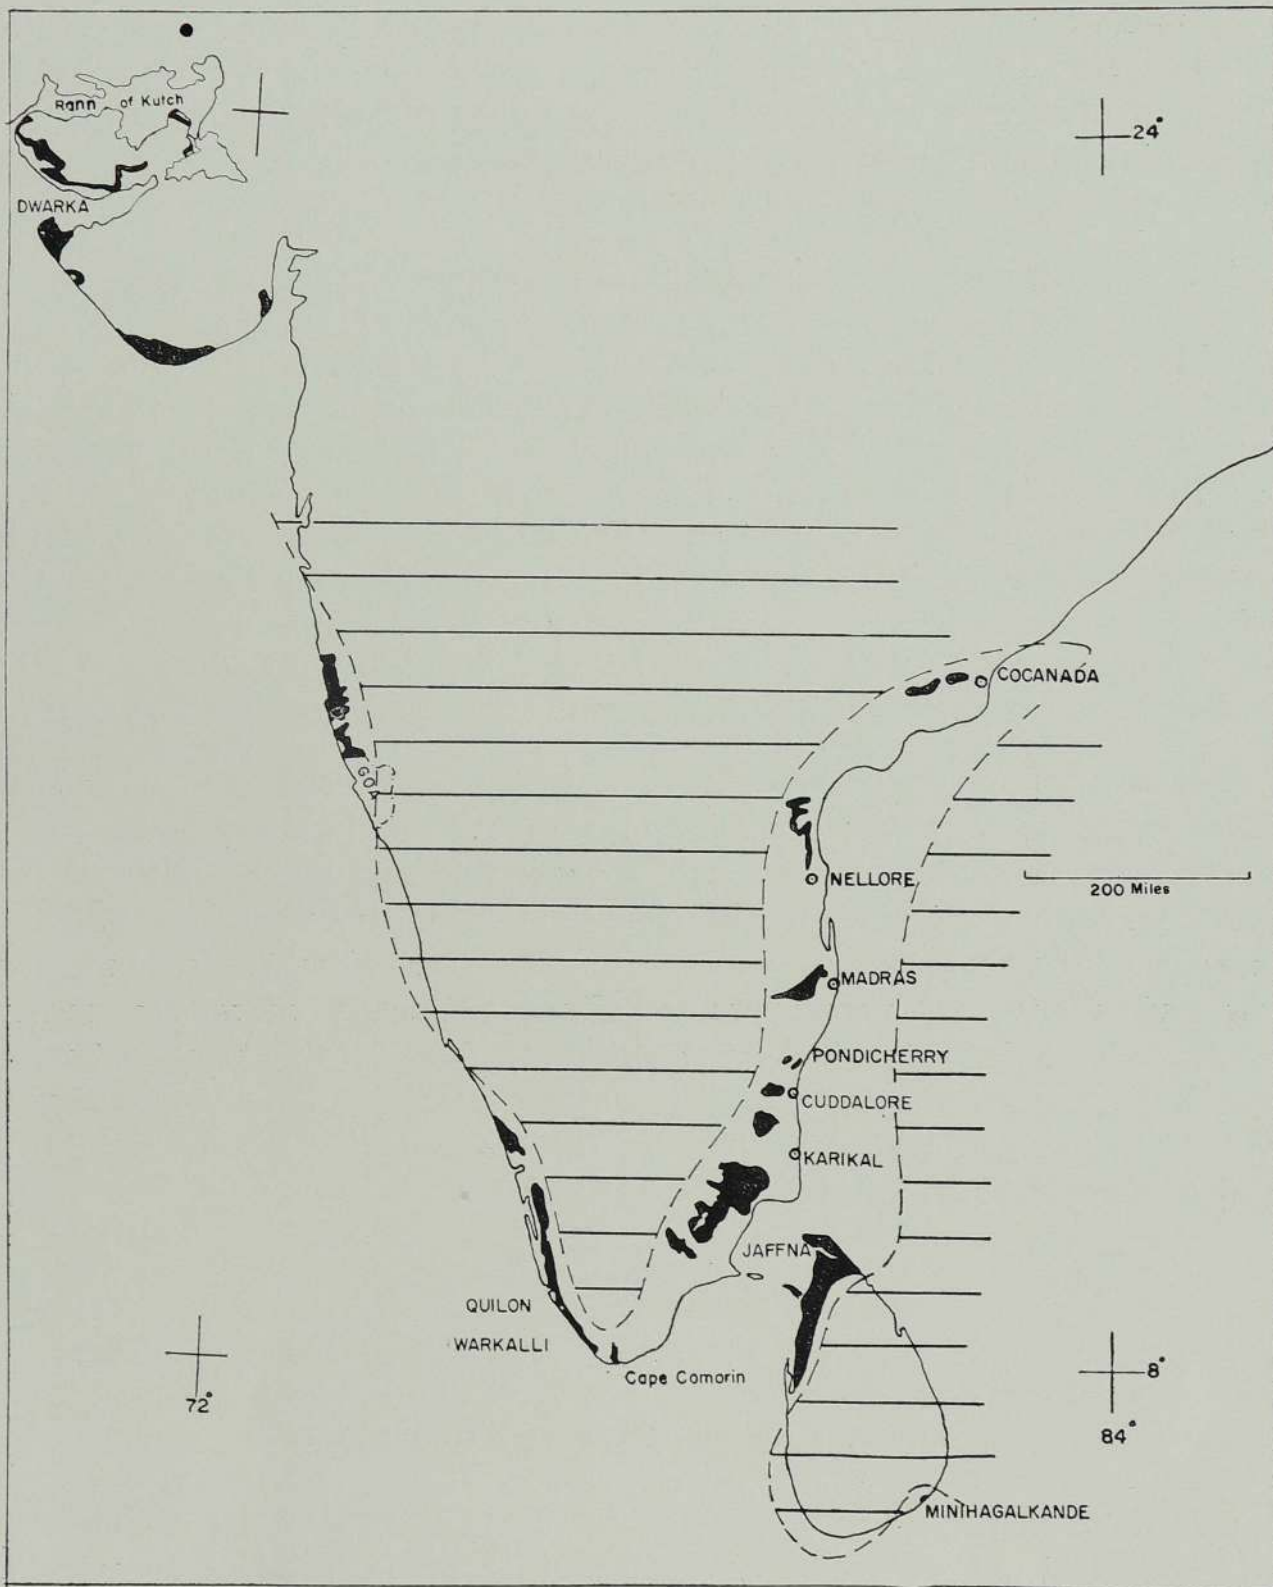 Rann of Kutch
24°
DWARKA
COCANADA
GOA
NELLORE
200 Miles
MADRAS
PONDICHERRY
CUDDALORE
KARIKAL
JAFFNA
QUILON
WARKALLI
Cape Comorin
8°
72°
84°
MINIHAGALKANDE